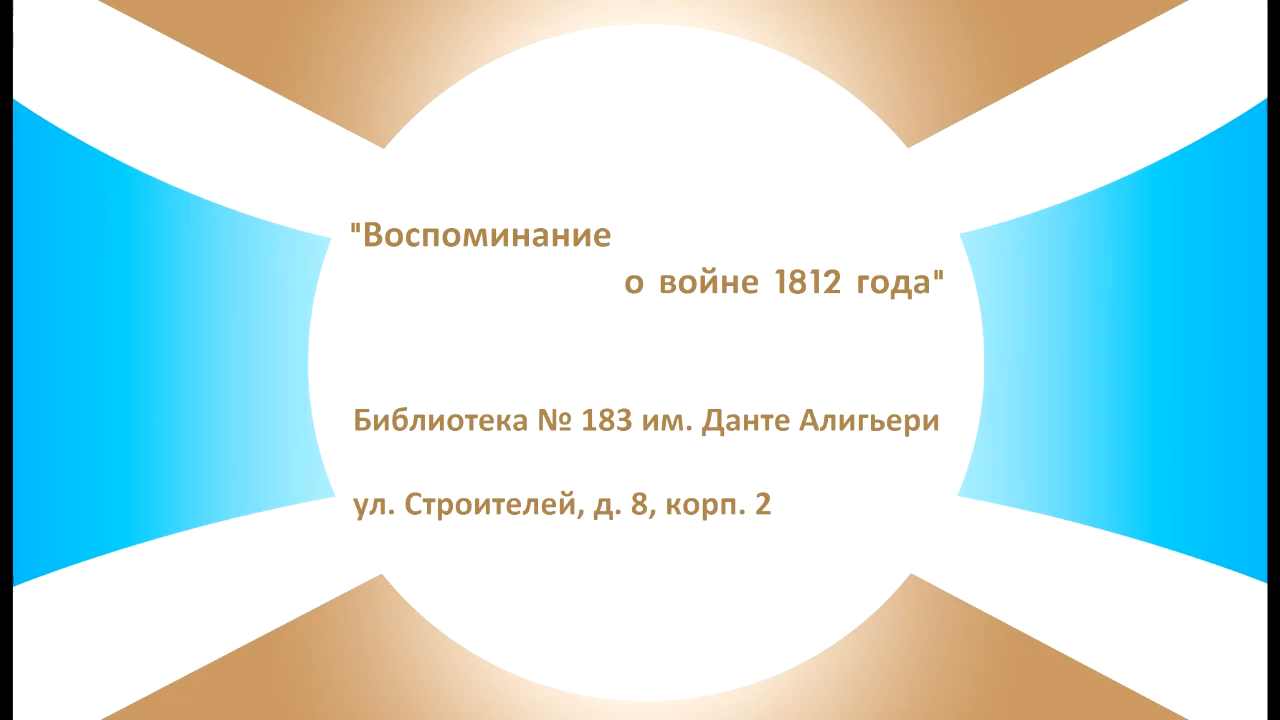 "Воспоминание
о войне 1812 года"
Библиотека № 183 им. Данте Алигьери
ул. Строителей, д. 8, корп. 2